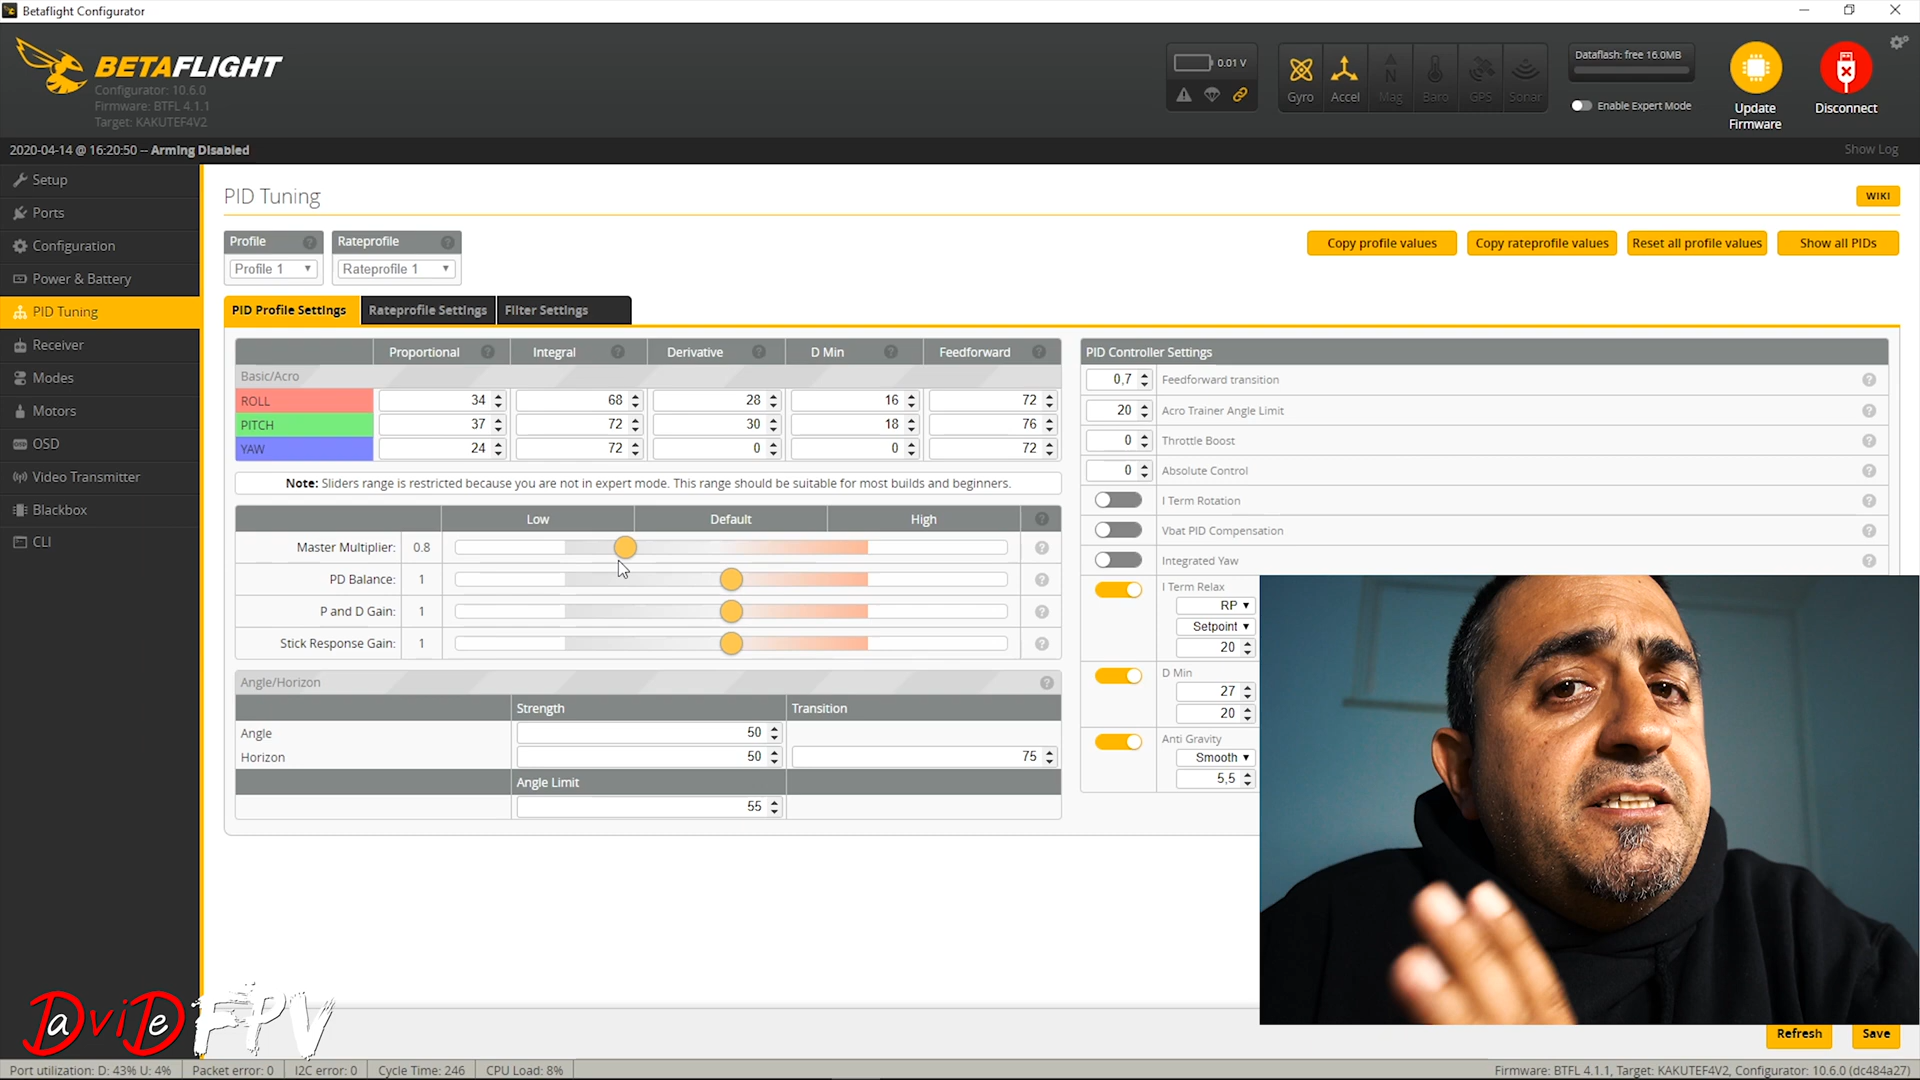 Betaflight Configurator
BETAFLIGHT
Configurator: 10.6.0
Firmware: BTFL 4.1.1
Target: KAKUTEF4V2
0.01 V
Gyro Accel Mag Baro GPS Sonar
Dataflash: free 16.0MB
Enable Expert Mode
Update Firmware
Disconnect
2020-04-14 @ 16:20:50 -- Arming Disabled
Show Log
Setup
Ports
Configuration
Power & Battery
PID Tuning
Receiver
Modes
Motors
OSD
Video Transmitter
Blackbox
CLI
PID Tuning
WIKI
Profile
Profile 1
Rateprofile
Rateprofile 1
Copy profile values
Copy rateprofile values
Reset all profile values
Show all PIDs
PID Profile Settings
Rateprofile Settings
Filter Settings
Proportional Integral Derivative D Min Feedforward
Basic/Acro
ROLL 34 68 28 16 72
PITCH 37 72 30 18 76
YAW 24 72 0 0 72
Note: Sliders range is restricted because you are not in expert mode. This range should be suitable for most builds and beginners.
Low Default High
Master Multiplier: 0.8
PD Balance: 1
P and D Gain: 1
Stick Response Gain: 1
Angle/Horizon
Strength Transition
Angle 50
Horizon 50 75
Angle Limit
55
PID Controller Settings
0,7 Feedforward transition
20 Acro Trainer Angle Limit
0 Throttle Boost
0 Absolute Control
I Term Rotation
Vbat PID Compensation
Integrated Yaw
I Term Relax
RP
Setpoint
20
D Min
27
20
Anti Gravity
Smooth
5,5
DaViDe FPV
Refresh
Save
Port utilization: D: 43% U: 4% Packet error: 0 I2C error: 0 Cycle Time: 246 CPU Load: 8%
Firmware: BTFL 4.1.1, Target: KAKUTEF4V2, Configurator: 10.6.0 (dc484a27)